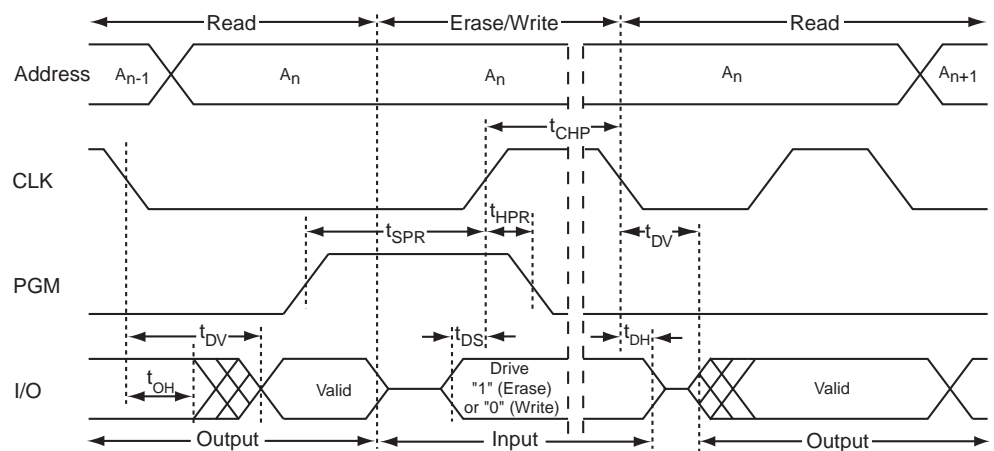 Read Erase/Write Read
Address An-1 An An An An+1
tCHP
CLK
tSPR tHPR tDV
PGM
tDV tDS tDH
I/O tOH Valid Drive "1" (Erase) or "0" (Write) Valid
Output Input Output